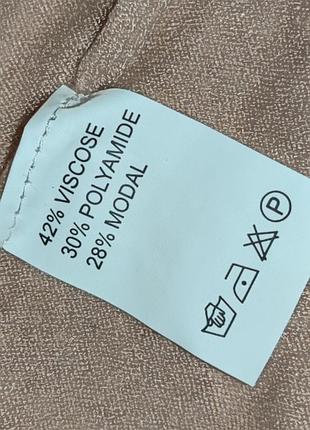 42% VISCOSE
30% POLYAMIDE
28% MODAL
P